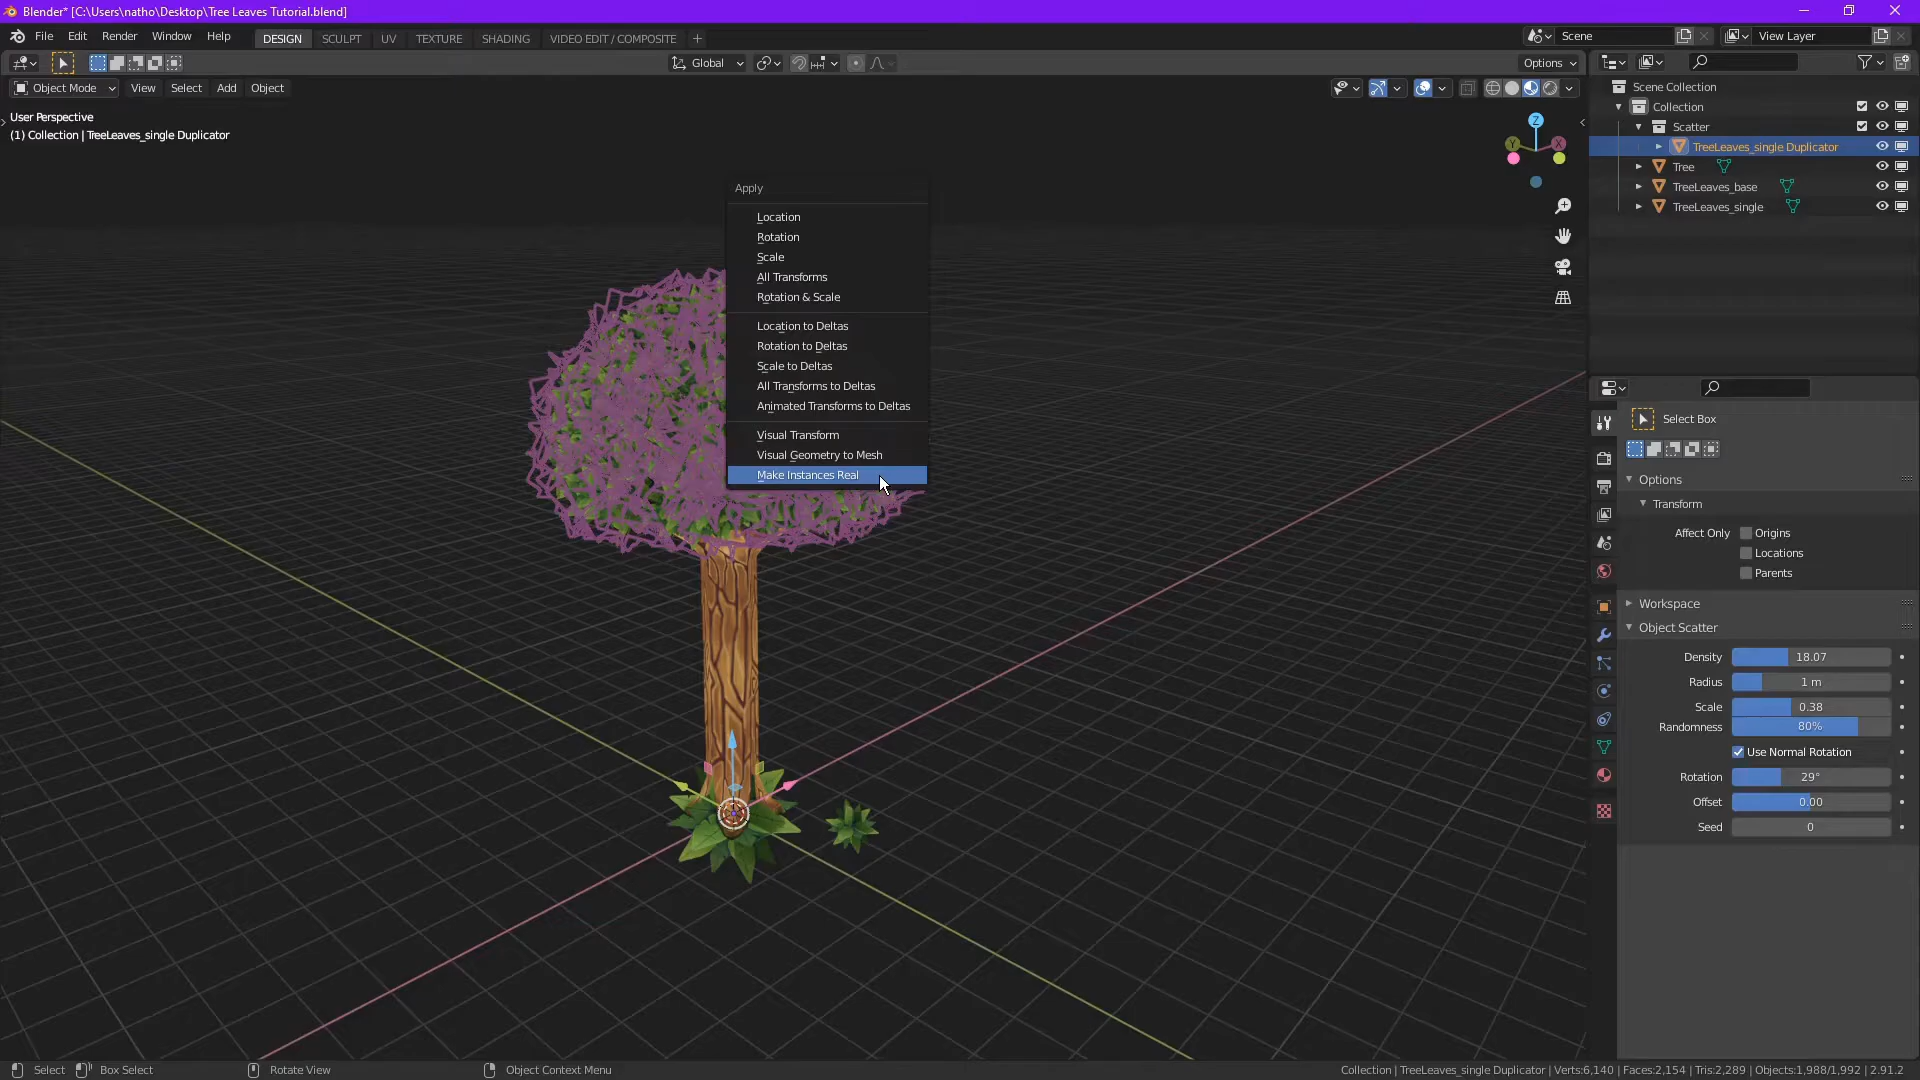 Blender* [C:\Users\natho\Desktop\Tree Leaves Tutorial.blend]
File Edit Render Window Help DESIGN SCULPT UV TEXTURE SHADING VIDEO EDIT / COMPOSITE + Scene View Layer
Global Options
Object Mode View Select Add Object
User Perspective
(1) Collection | TreeLeaves_single Duplicator
Z
Y X
Apply
Location
Rotation
Scale
All Transforms
Rotation & Scale
Location to Deltas
Rotation to Deltas
Scale to Deltas
All Transforms to Deltas
Animated Transforms to Deltas
Visual Transform
Visual Geometry to Mesh
Make Instances Real
Scene Collection
Collection
Scatter
TreeLeaves_single Duplicator
Tree
TreeLeaves_base
TreeLeaves_single
Select Box
Options
Transform
Affect Only Origins
Locations
Parents
Workspace
Object Scatter
Density 18.07
Radius 1 m
Scale 0.38
Randomness 80%
Use Normal Rotation
Rotation 29°
Offset 0.00
Seed 0
Select Box Select Rotate View Object Context Menu Collection | TreeLeaves_single Duplicator | Verts:6,140 | Faces:2,154 | Tris:2,289 | Objects:1,988/1,992 | 2.91.2